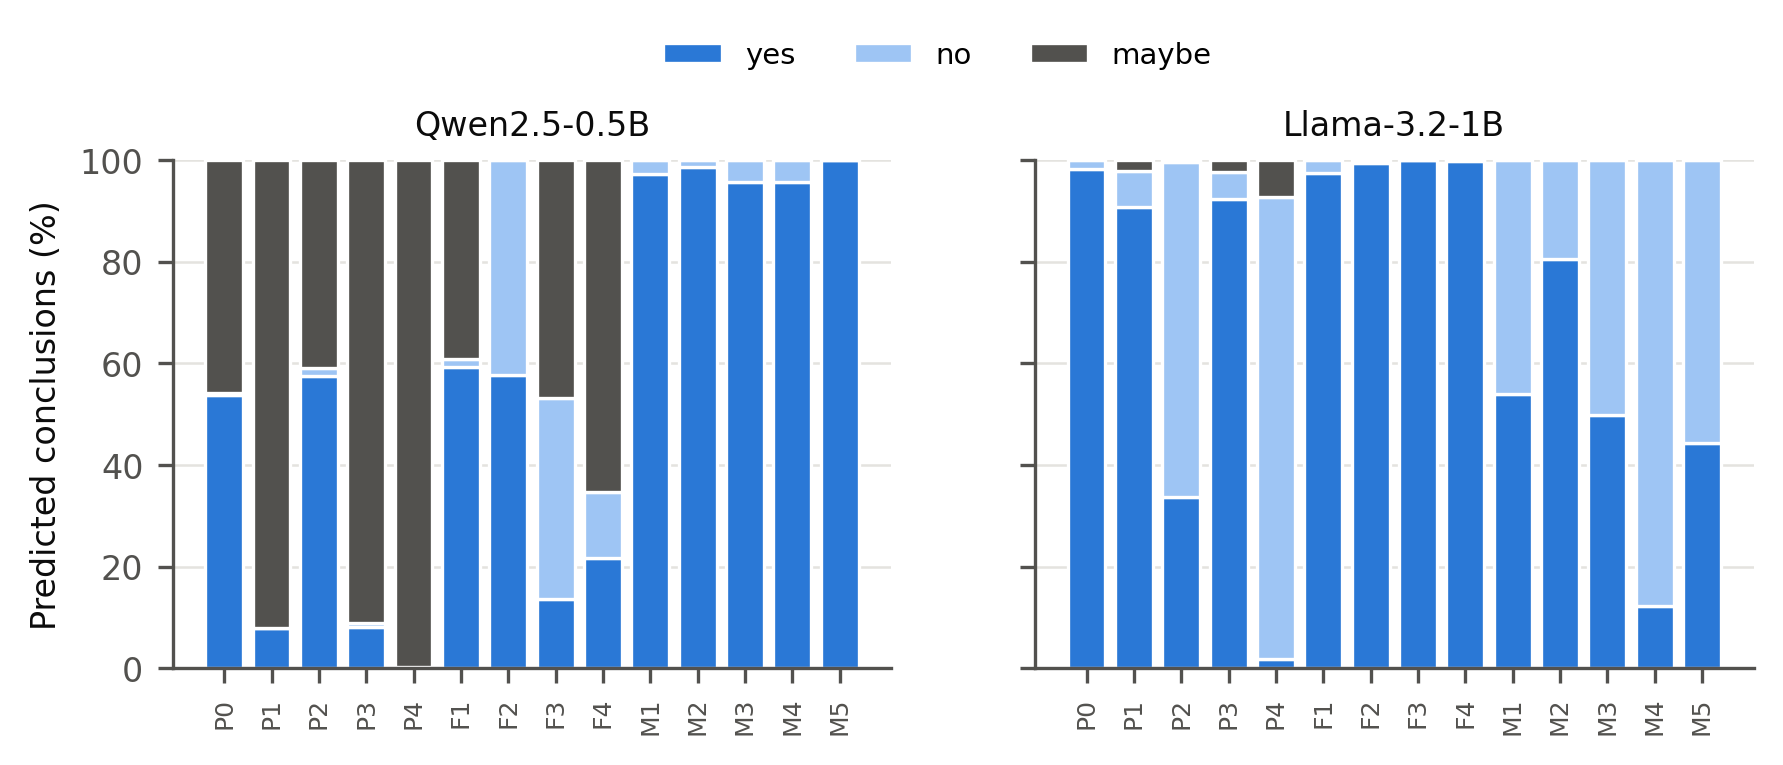 yes no maybe
Qwen2.5-0.5B Llama-3.2-1B
Predicted conclusions (%)
100
80
60
40
20
0
P0 P1 P2 P3 P4 F1 F2 F3 F4 M1 M2 M3 M4 M5
P0 P1 P2 P3 P4 F1 F2 F3 F4 M1 M2 M3 M4 M5